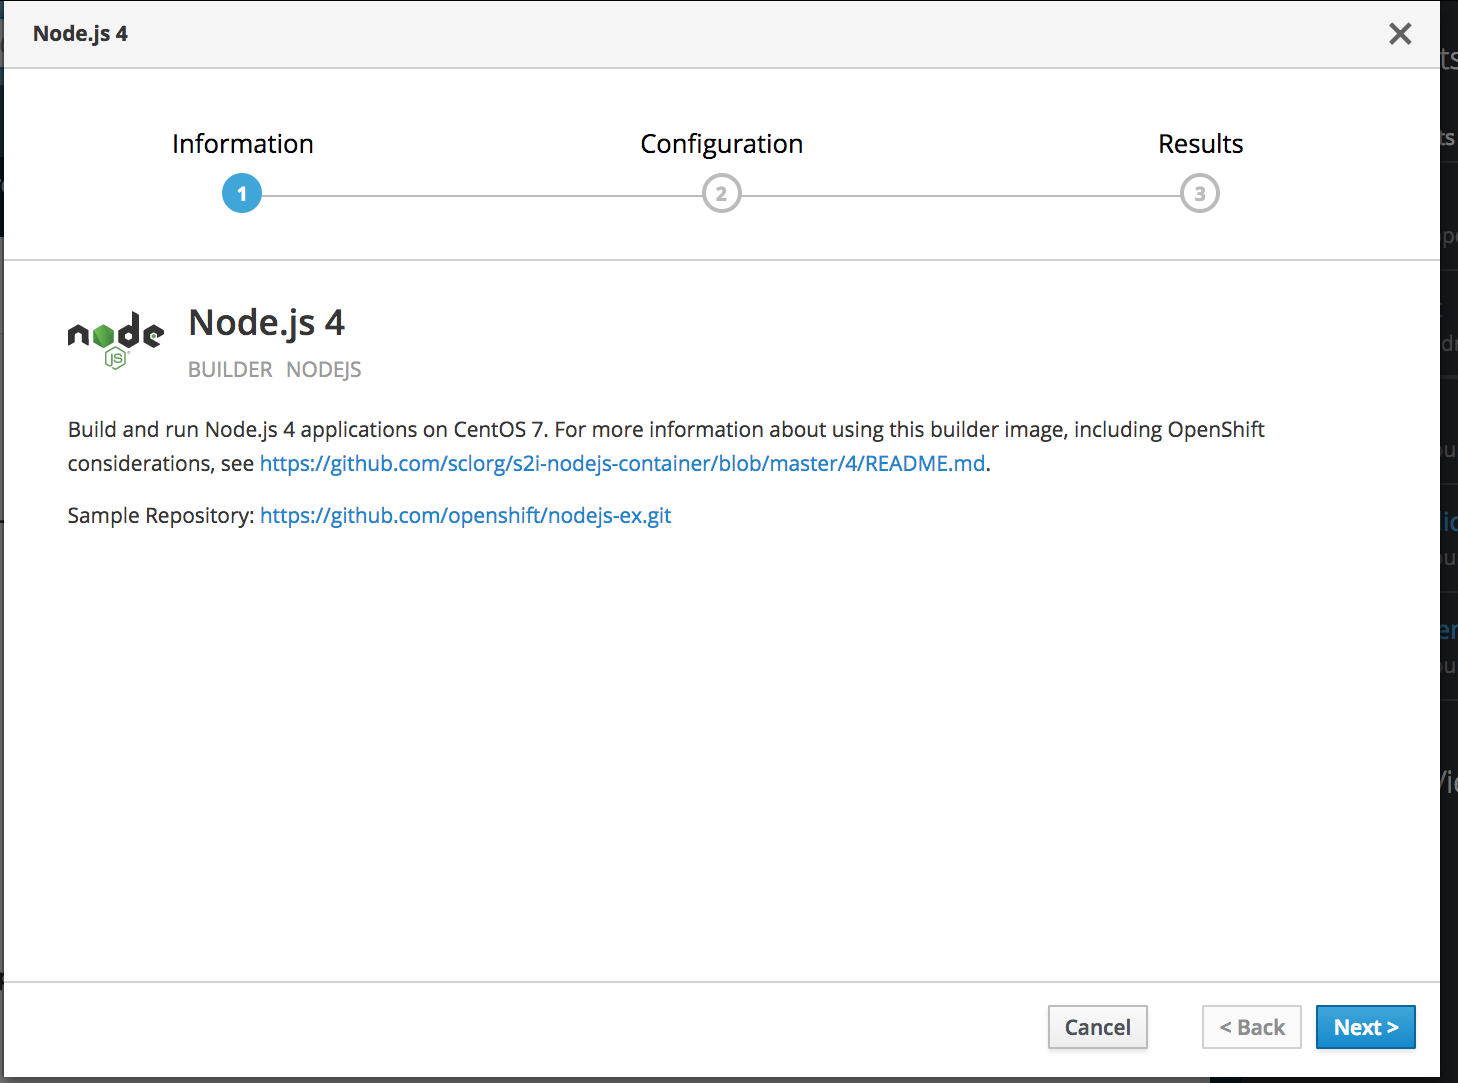 Node.js 4
Information
Configuration
Results
1
2
3
node
JS
Node.js 4
BUILDER NODEJS
Build and run Node.js 4 applications on CentOS 7. For more information about using this builder image, including OpenShift
considerations, see https://github.com/sclorg/s2i-nodejs-container/blob/master/4/README.md.
Sample Repository: https://github.com/openshift/nodejs-ex.git
Cancel
< Back
Next >